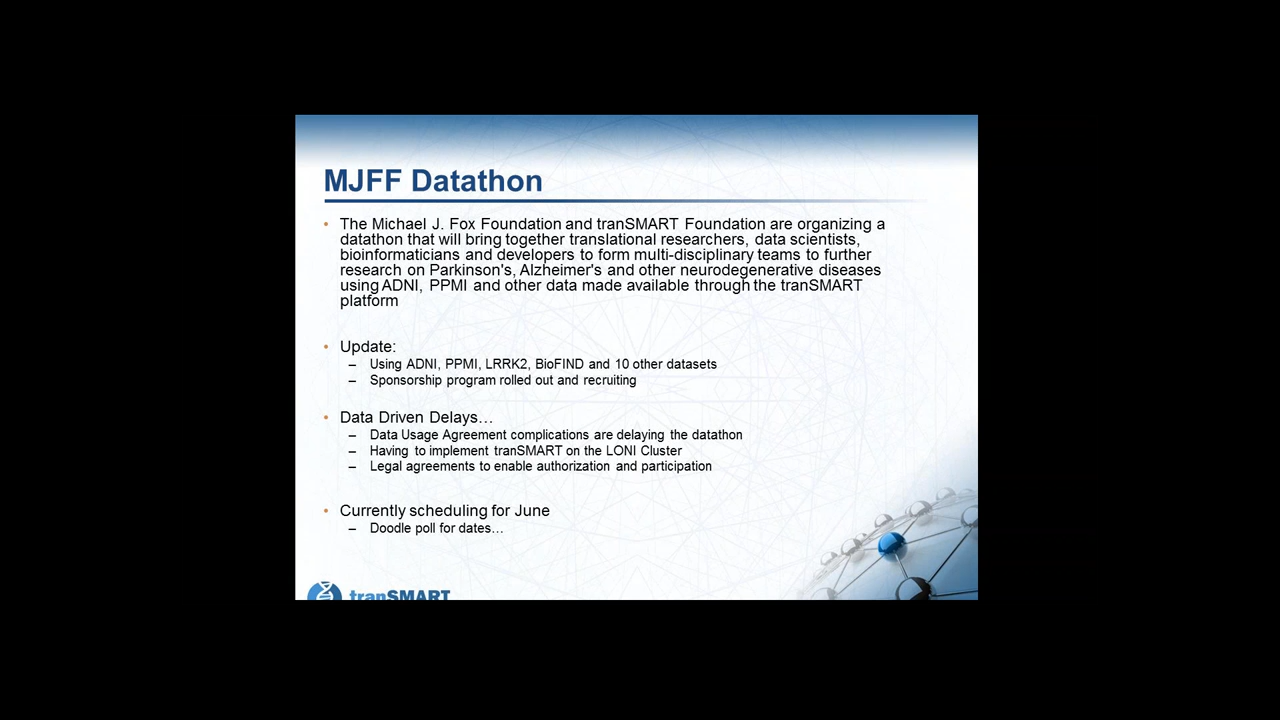 MJFF Datathon
• The Michael J. Fox Foundation and tranSMART Foundation are organizing a
datathon that will bring together translational researchers, data scientists,
bioinformaticians and developers to form multi-disciplinary teams to further
research on Parkinson's, Alzheimer's and other neurodegenerative diseases
using ADNI, PPMI and other data made available through the tranSMART
platform
• Update:
– Using ADNI, PPMI, LRRK2, BioFIND and 10 other datasets
– Sponsorship program rolled out and recruiting
• Data Driven Delays…
– Data Usage Agreement complications are delaying the datathon
– Having to implement tranSMART on the LONI Cluster
– Legal agreements to enable authorization and participation
• Currently scheduling for June
– Doodle poll for dates…
tranSMART